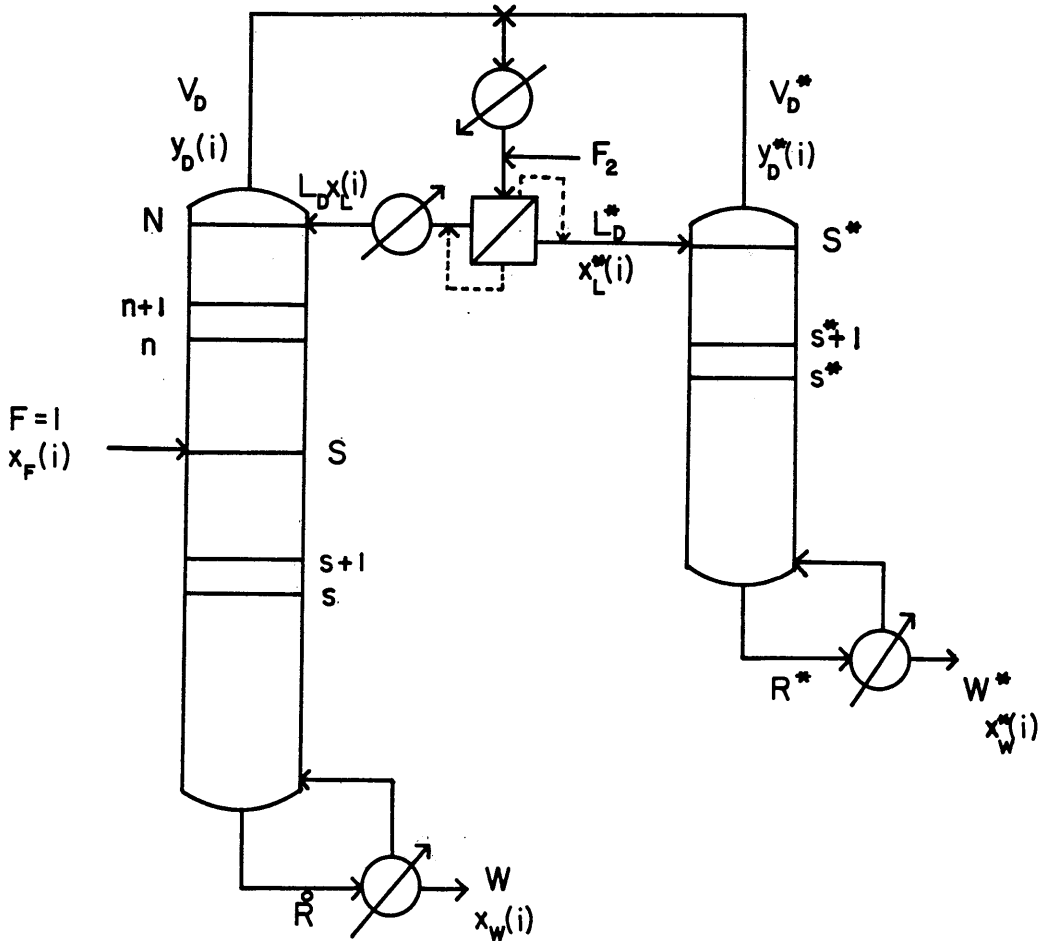 V_D
y_D(i)
V_D*
y_D*(i)
F_2
L_D x_L(i)
L_D*
x_L*(i)
N
S*
n+1
n
s*+1
s*
F=1
x_F(i)
S
s+1
s
R*
W*
x_W*(i)
R°
W
x_W(i)